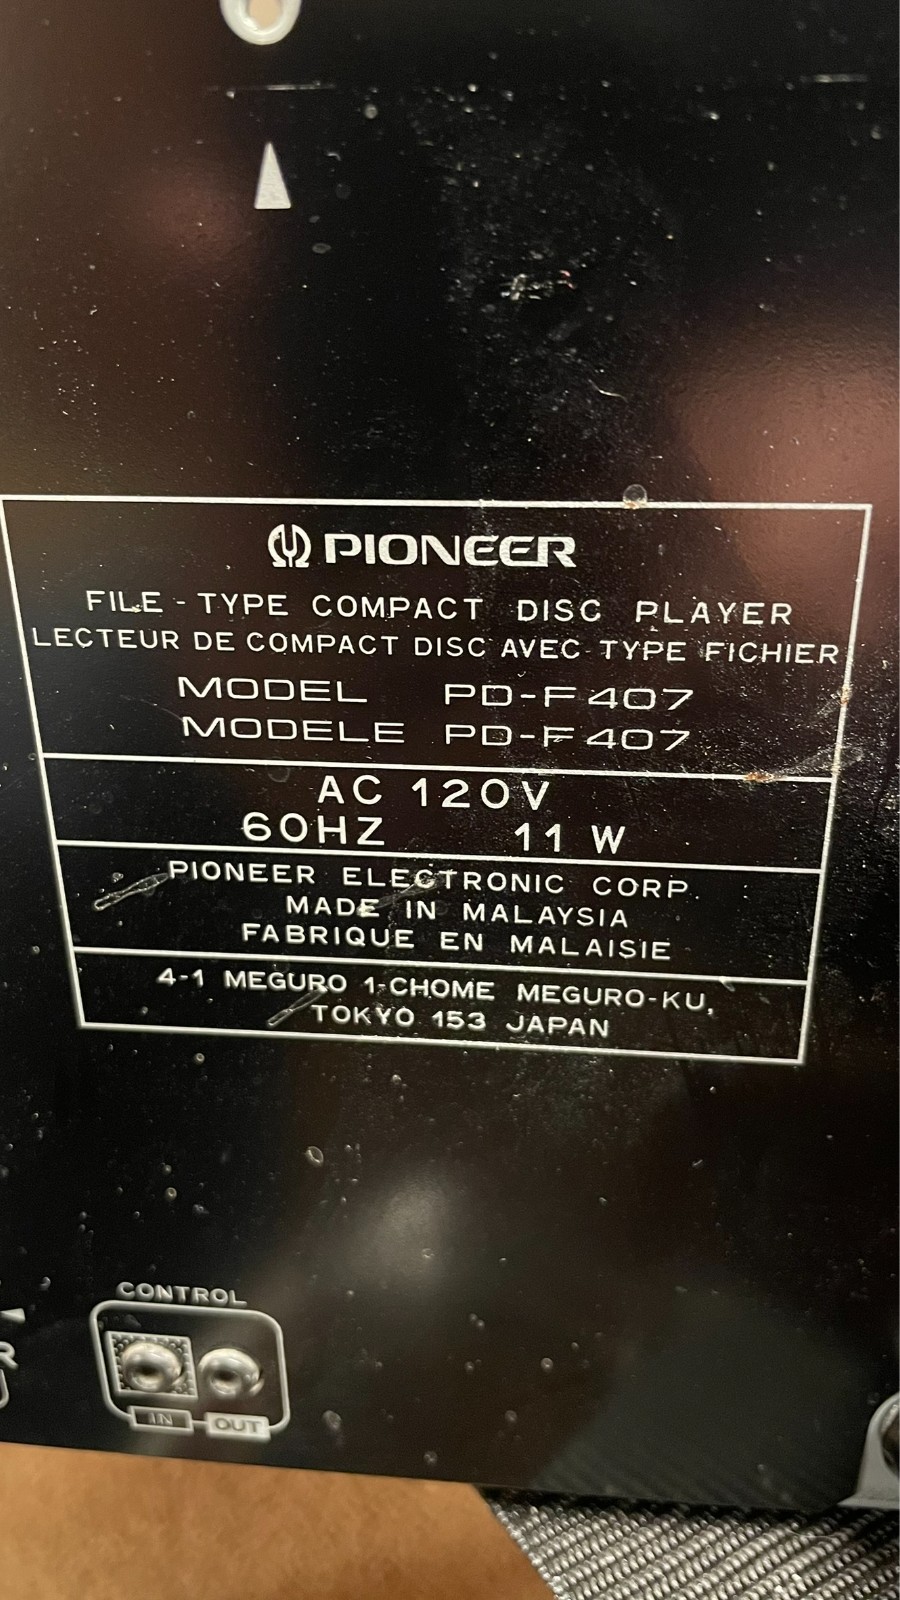 PIONEER
FILE-TYPE COMPACT DISC PLAYER
LECTEUR DE COMPACT DISC AVEC TYPE FICHIER
MODEL PD-F407
MODELE PD-F407
AC 120V
60HZ 11 W
PIONEER ELECTRONIC CORP.
MADE IN MALAYSIA
FABRIQUE EN MALAISIE
4-1 MEGURO 1-CHOME MEGURO-KU,
TOKYO 153 JAPAN
CONTROL
R
IN OUT